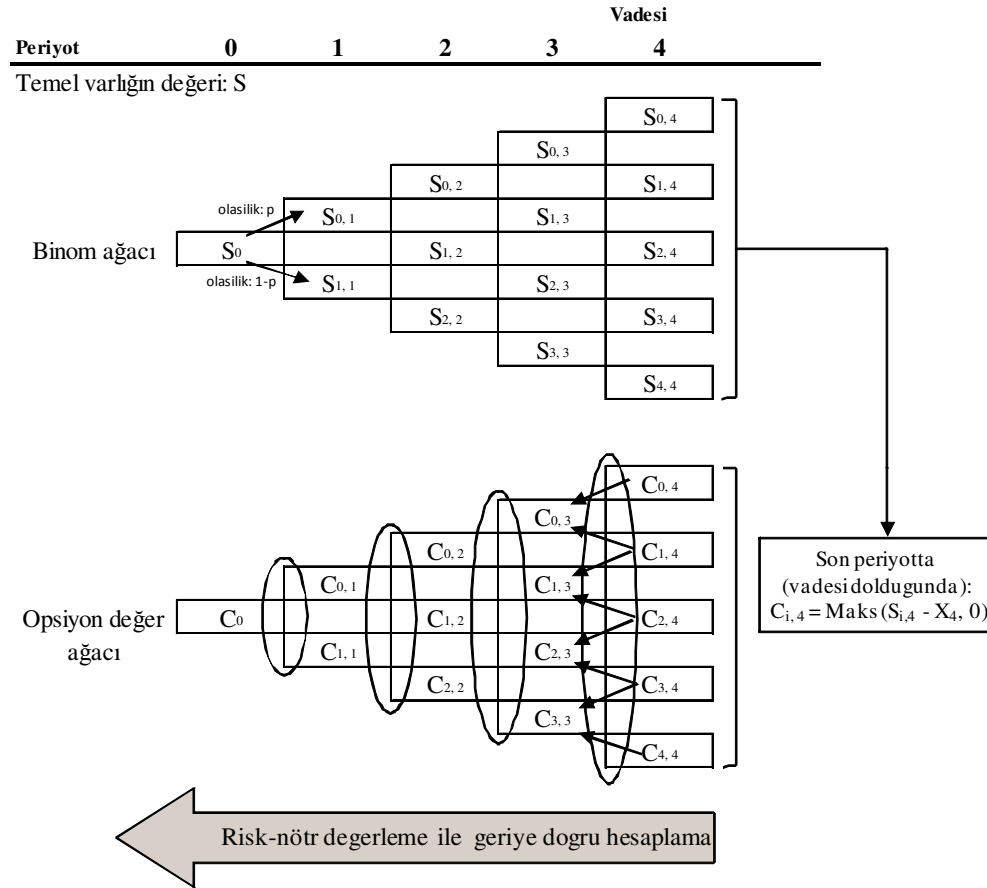 Vadesi
Periyot 0 1 2 3 4
Temel varlığın değeri: S
S0, 4
S0, 3
S0, 2 S1, 4
olasilik: p S0, 1 S1, 3
Binom ağacı S0 S1, 2 S2, 4
olasilik: 1-p S1, 1 S2, 3
S2, 2 S3, 4
S3, 3
S4, 4
C0, 4
C0, 3
C0, 2 C1, 4
C0, 1 C1, 3
Opsiyon değer C0 C1, 2 C2, 4
ağacı C1, 1 C2, 3
C2, 2 C3, 4
C3, 3
C4, 4
Son periyotta
(vadesi doldugunda):
Ci, 4 = Maks (Si,4 - X4, 0)
Risk-nötr degerleme ile geriye dogru hesaplama